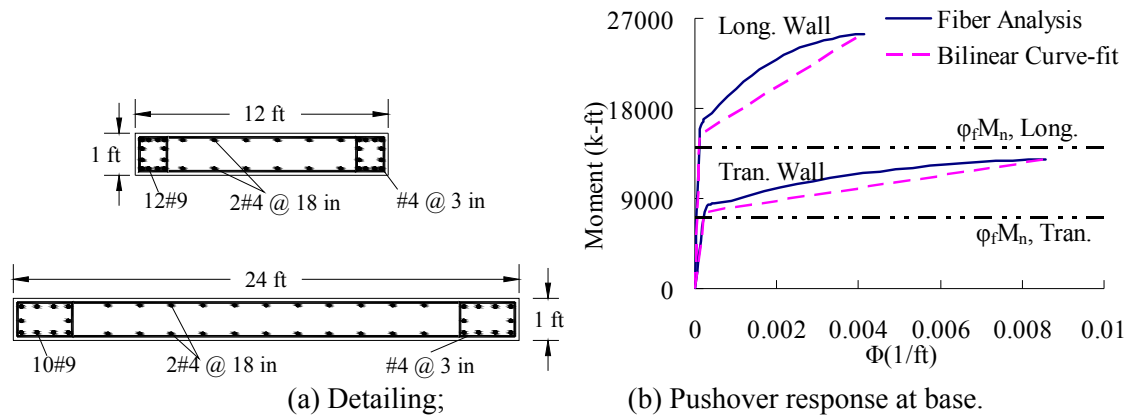 12 ft
1 ft
12#9
2#4 @ 18 in
#4 @ 3 in
24 ft
1 ft
10#9
2#4 @ 18 in
#4 @ 3 in
(a) Detailing;
27000
18000
9000
0
Moment (k-ft)
Long. Wall
Fiber Analysis
Bilinear Curve-fit
φfMn, Long.
Tran. Wall
φfMn, Tran.
0
0.002
0.004
0.006
0.008
0.01
Φ(1/ft)
(b) Pushover response at base.